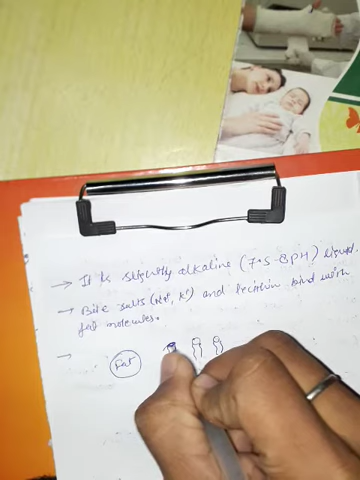 → It is slightly alkaline (7.5-8 PH) liquid.
→ Bile salts (Na⁺, K⁺) and lecithin bind with
fat molecules.
→
Fat